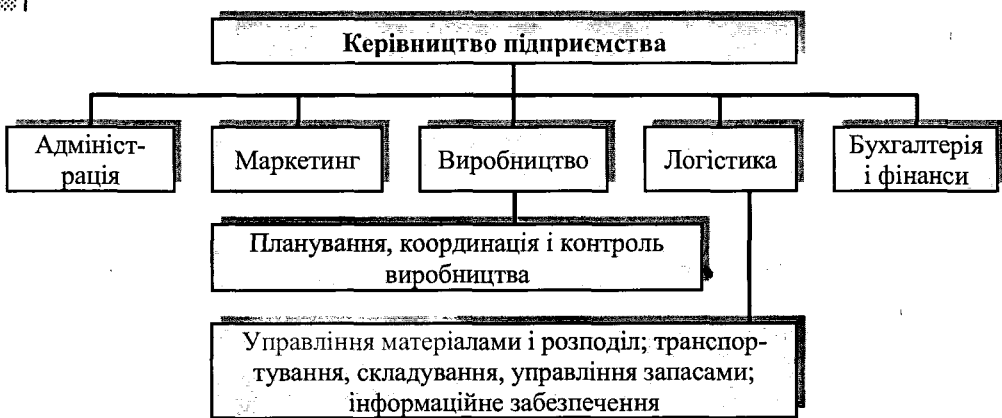 Керівництво підприємства
Адмініст-
рація
Маркетинг
Виробництво
Логістика
Бухгалтерія
і фінанси
Планування, координація і контроль
виробництва
Управління матеріалами і розподіл; транспор-
тування, складування, управління запасами;
інформаційне забезпечення